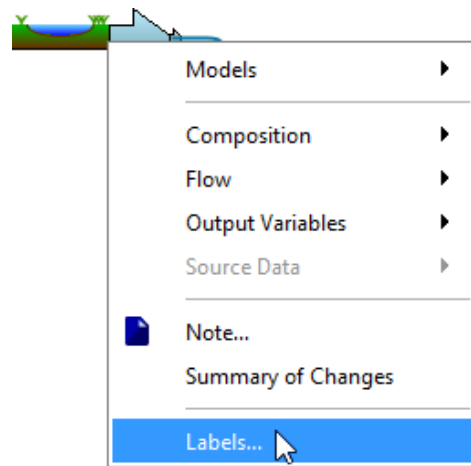 Models
Composition
Flow
Output Variables
Source Data
Note...
Summary of Changes
Labels...